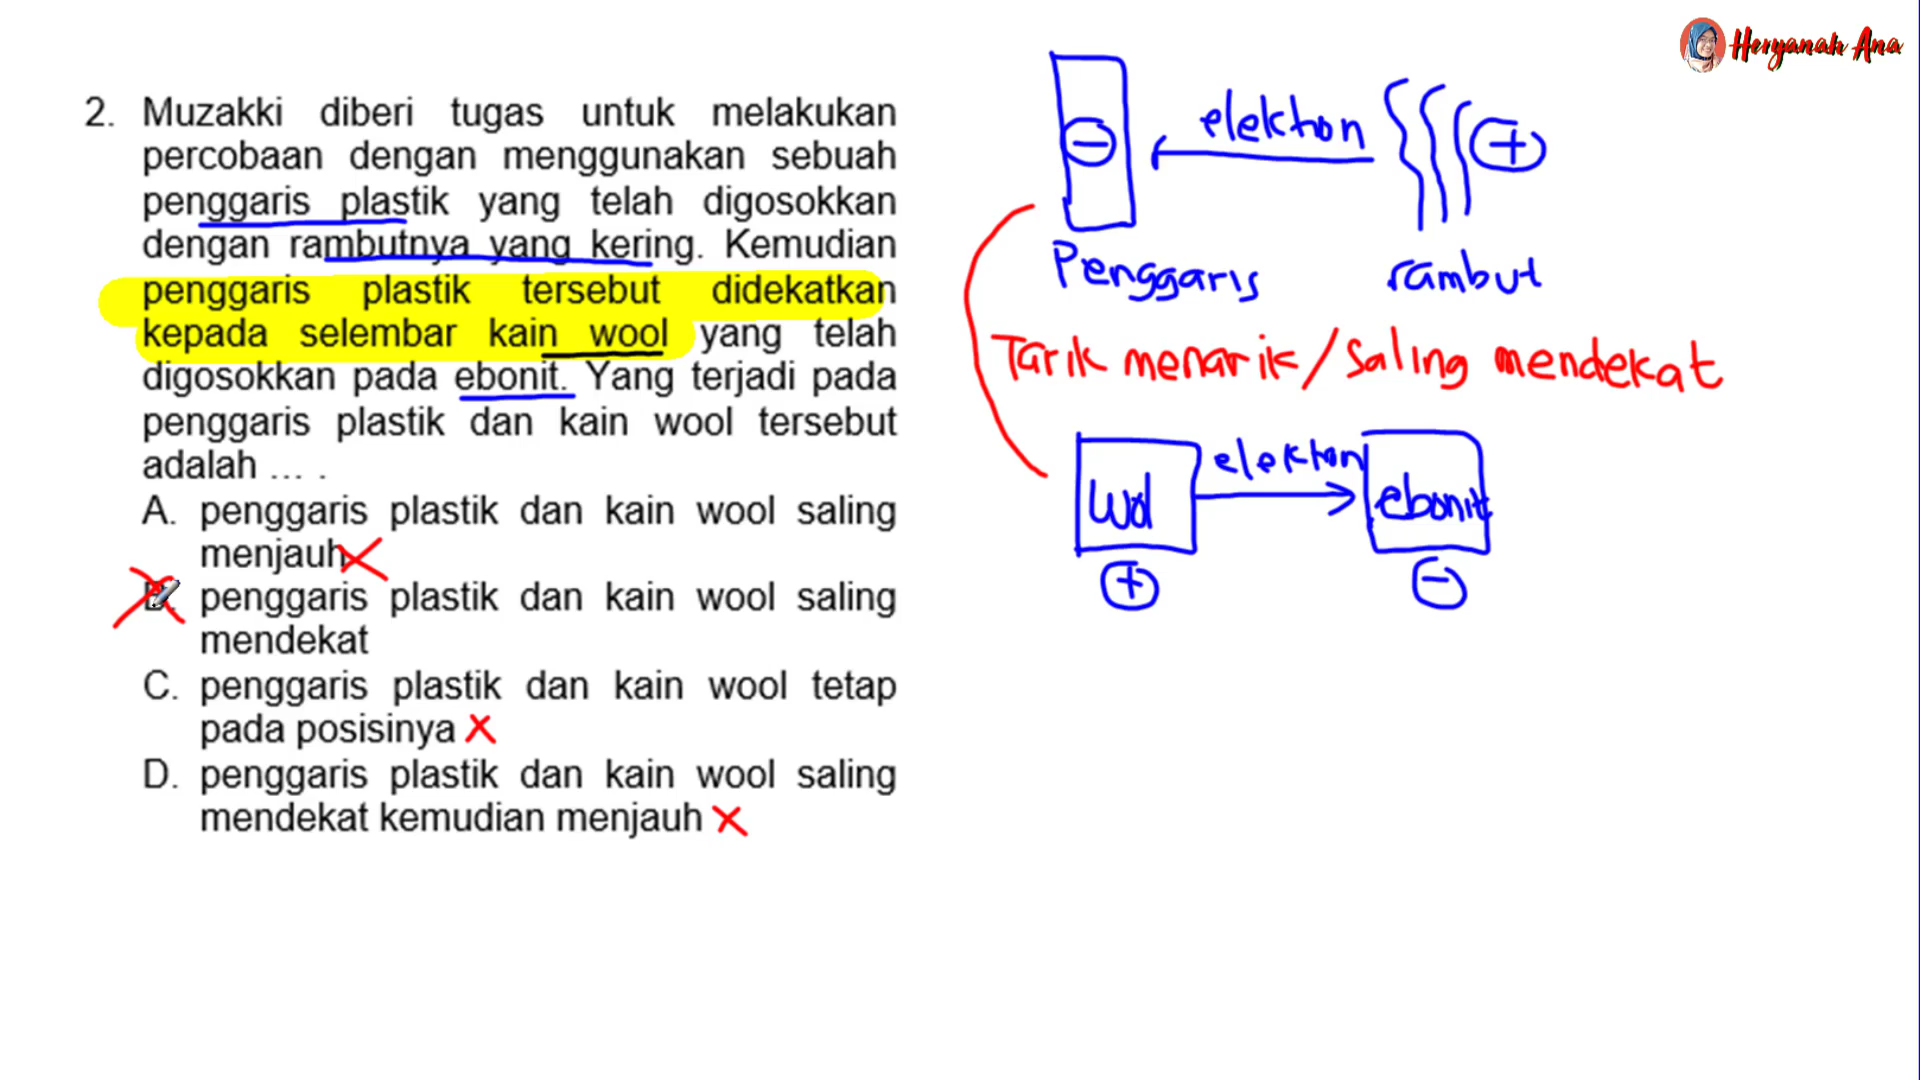 Heryanah Ana
2. Muzakki diberi tugas untuk melakukan
percobaan dengan menggunakan sebuah
penggaris plastik yang telah digosokkan
dengan rambutnya yang kering. Kemudian
penggaris plastik tersebut didekatkan
kepada selembar kain wool yang telah
digosokkan pada ebonit. Yang terjadi pada
penggaris plastik dan kain wool tersebut
adalah ... .
A. penggaris plastik dan kain wool saling
menjauh
B. penggaris plastik dan kain wool saling
mendekat
C. penggaris plastik dan kain wool tetap
pada posisinya
D. penggaris plastik dan kain wool saling
mendekat kemudian menjauh
elektron
− +
Penggaris rambut
Tarik menarik/saling mendekat
elektron
wol ebonit
+ −